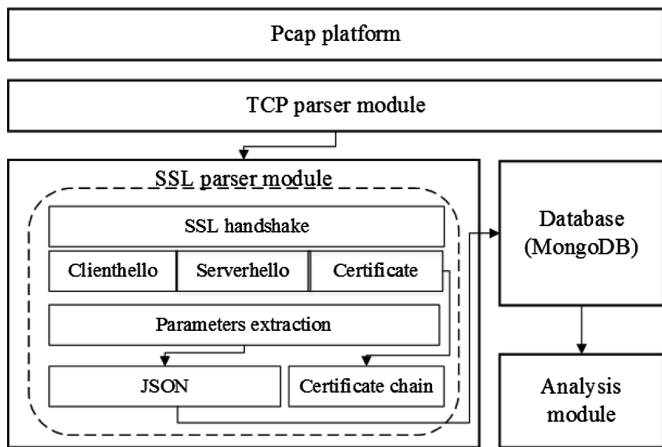 Pcap platform
TCP parser module
SSL parser module
SSL handshake
Clienthello
Serverhello
Certificate
Parameters extraction
JSON
Certificate chain
Database
(MongoDB)
Analysis
module